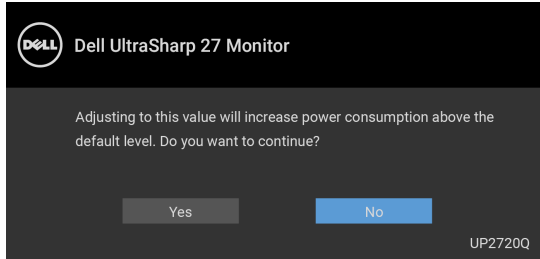 DELL
Dell UltraSharp 27 Monitor
Adjusting to this value will increase power consumption above the
default level. Do you want to continue?
Yes
No
UP2720Q